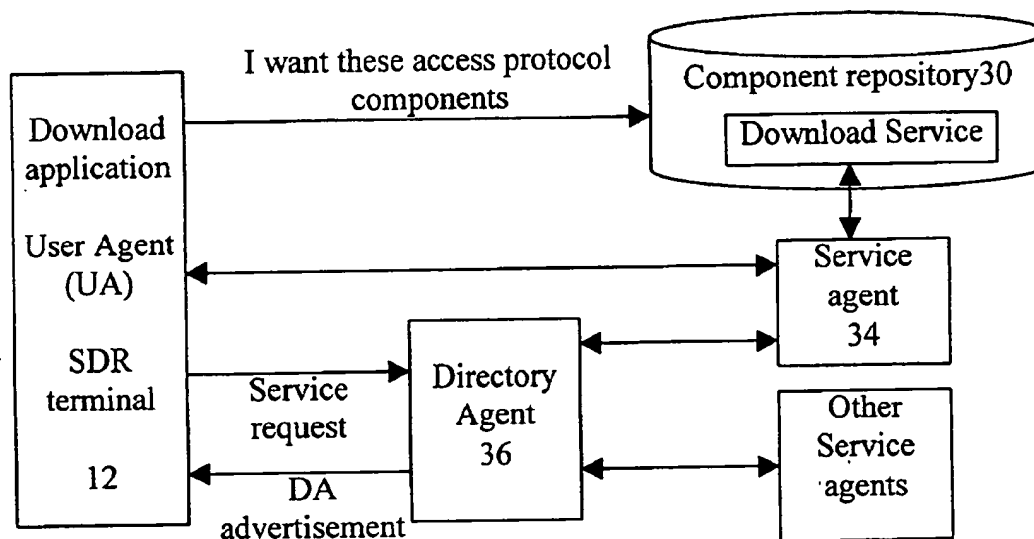 I want these access protocol
components
Component repository30
Download Service
Download
application
User Agent
(UA)
SDR
terminal
12
Service
agent
34
Service
request
Directory
Agent
36
DA
advertisement
Other
Service
agents